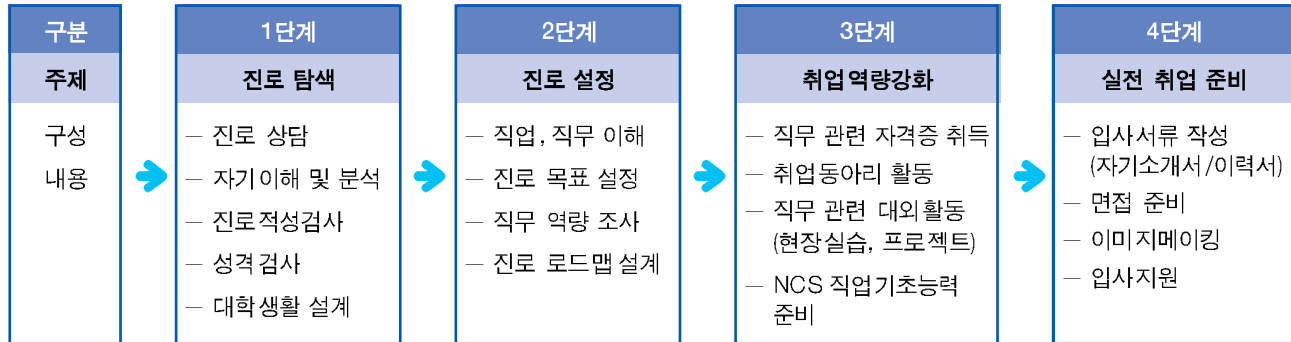 구분
주제
구성
내용
1단계
진로 탐색
– 진로 상담
– 자기이해 및 분석
– 진로적성검사
– 성격검사
– 대학생활 설계
2단계
진로 설정
– 직업, 직무 이해
– 진로 목표 설정
– 직무 역량 조사
– 진로 로드맵 설계
3단계
취업역량강화
– 직무 관련 자격증 취득
– 취업동아리 활동
– 직무 관련 대외활동
(현장실습, 프로젝트)
– NCS 직업기초능력
준비
4단계
실전 취업 준비
– 입사서류 작성
(자기소개서/이력서)
– 면접 준비
– 이미지메이킹
– 입사지원